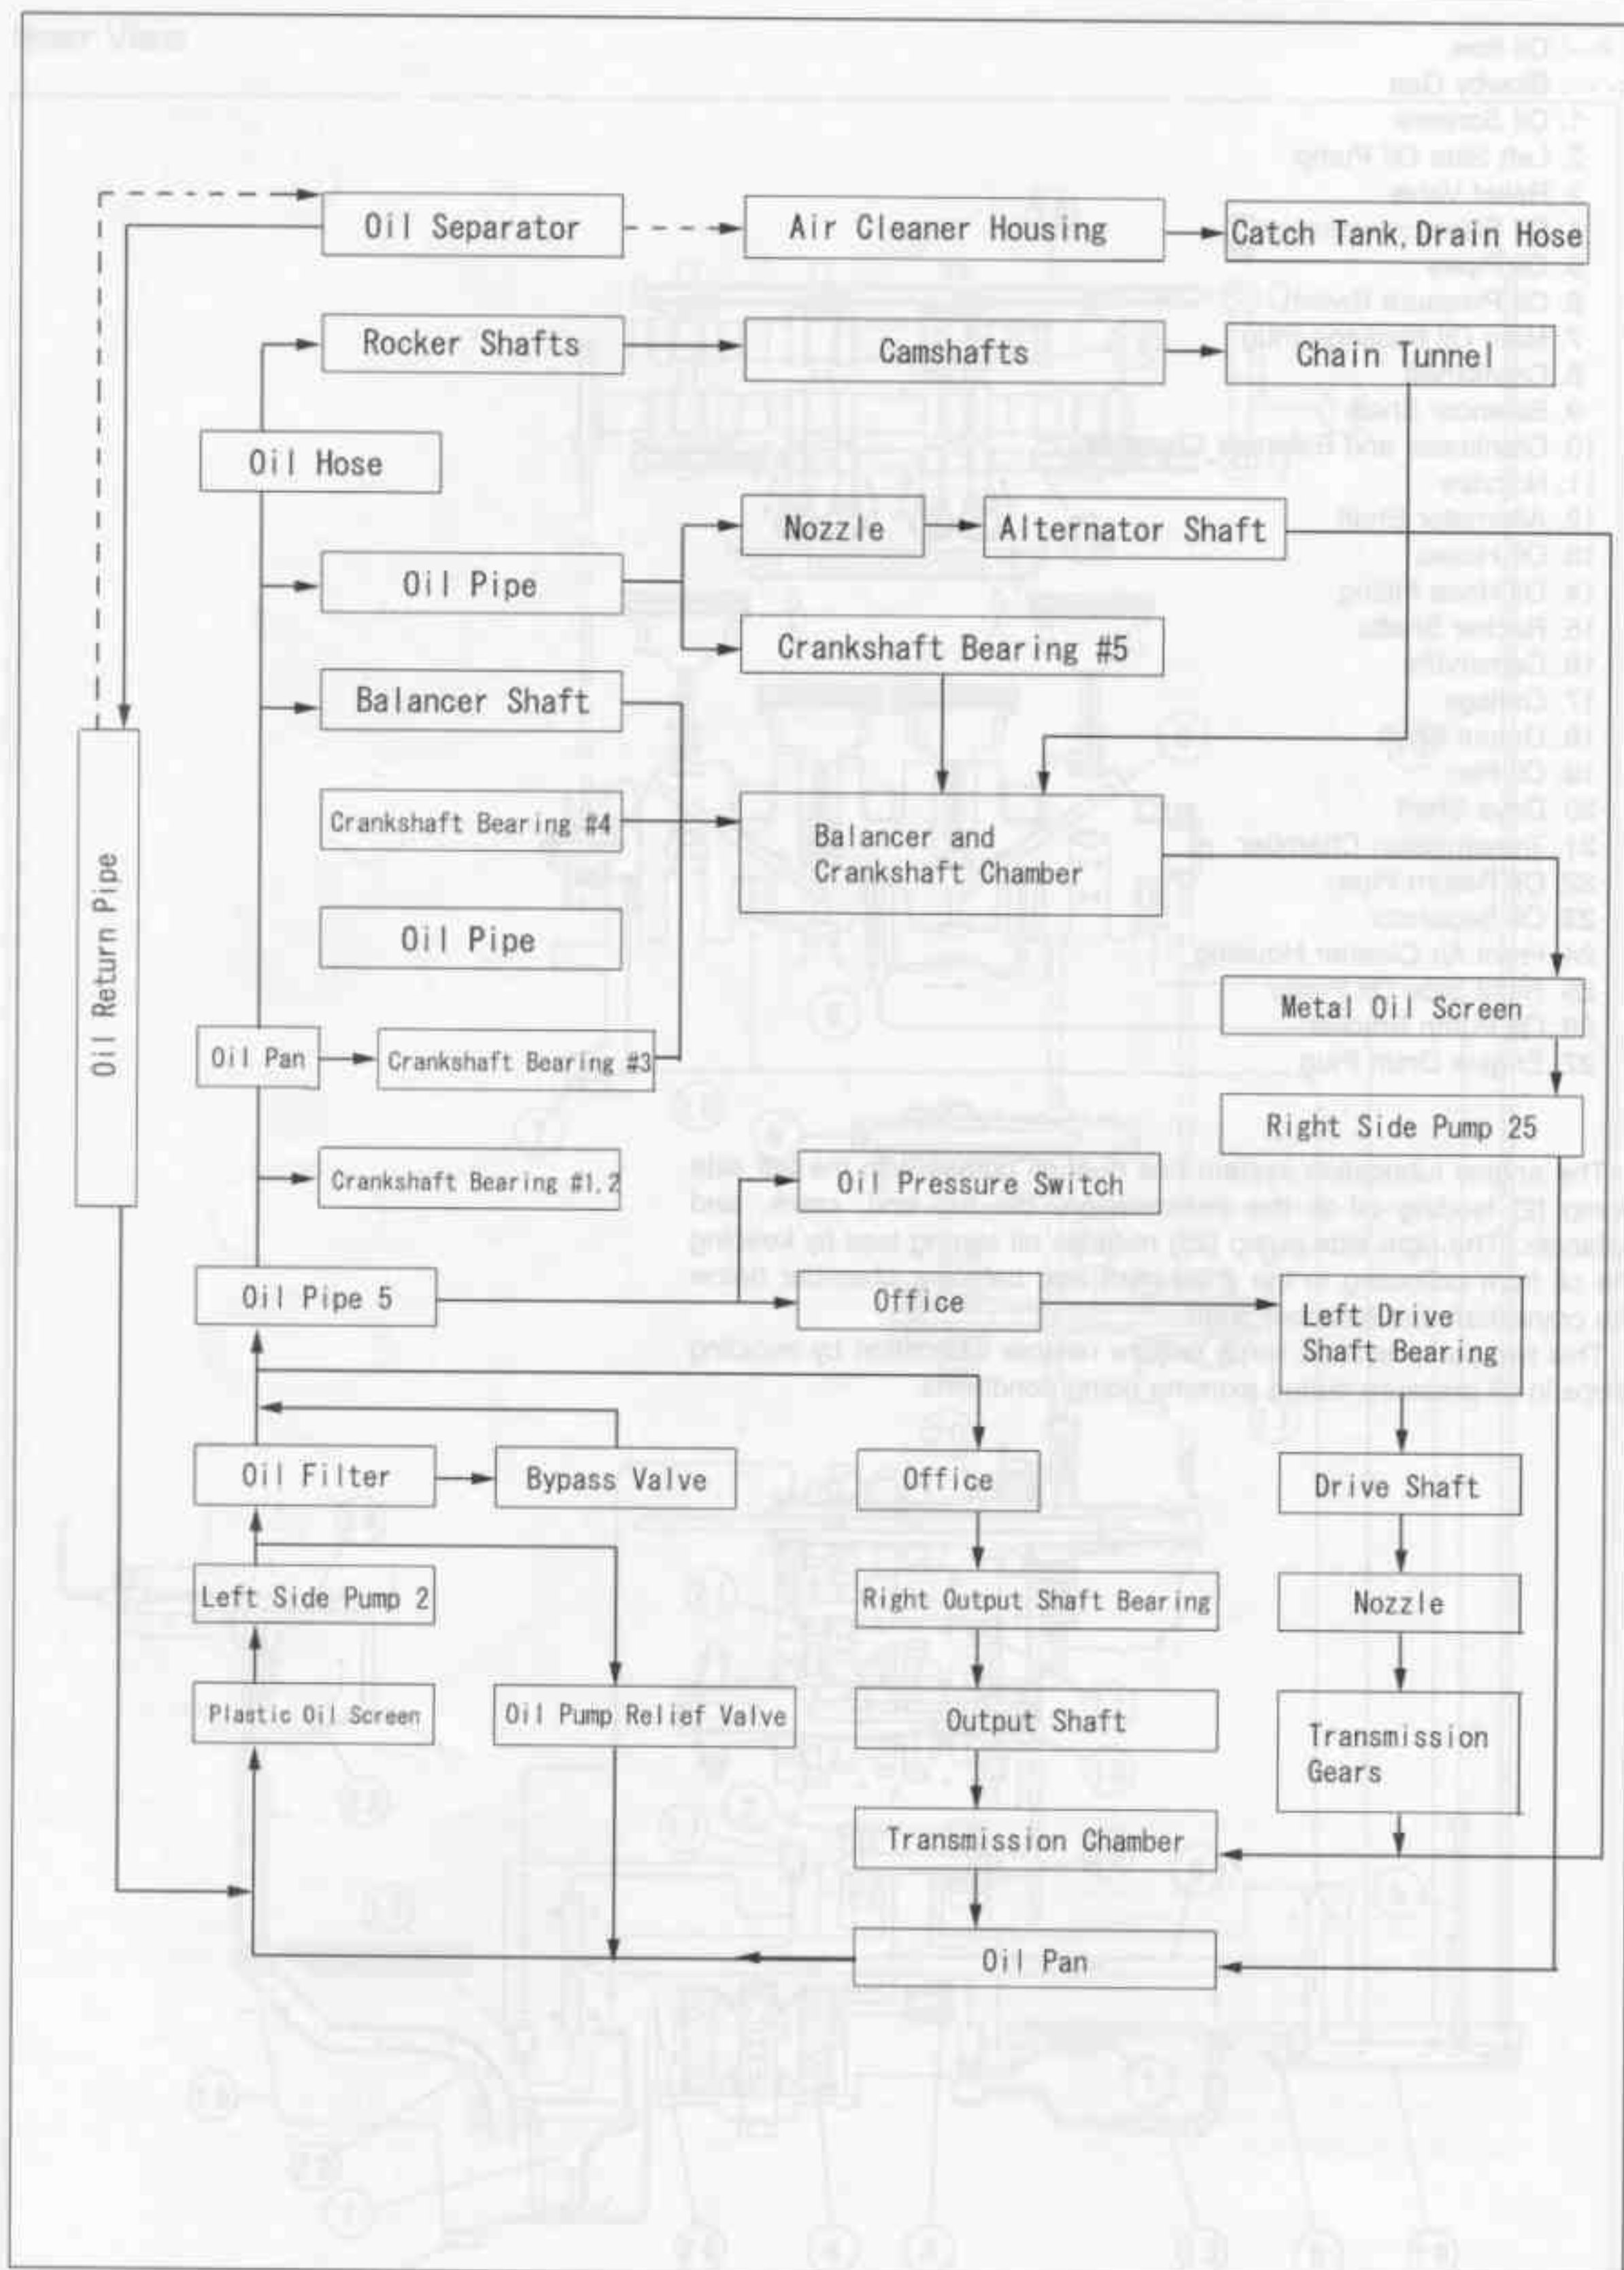 Oil Separator
Air Cleaner Housing
Catch Tank, Drain Hose
Rocker Shafts
Camshafts
Chain Tunnel
Oil Hose
Nozzle
Alternator Shaft
Oil Pipe
Crankshaft Bearing #5
Balancer Shaft
Crankshaft Bearing #4
Balancer and
Crankshaft Chamber
Oil Return Pipe
Oil Pipe
Metal Oil Screen
Oil Pan
Crankshaft Bearing #3
Right Side Pump 25
Crankshaft Bearing #1, 2
Oil Pressure Switch
Oil Pipe 5
Office
Left Drive
Shaft Bearing
Oil Filter
Bypass Valve
Office
Drive Shaft
Left Side Pump 2
Right Output Shaft Bearing
Nozzle
Plastic Oil Screen
Oil Pump Relief Valve
Output Shaft
Transmission
Gears
Transmission Chamber
Oil Pan